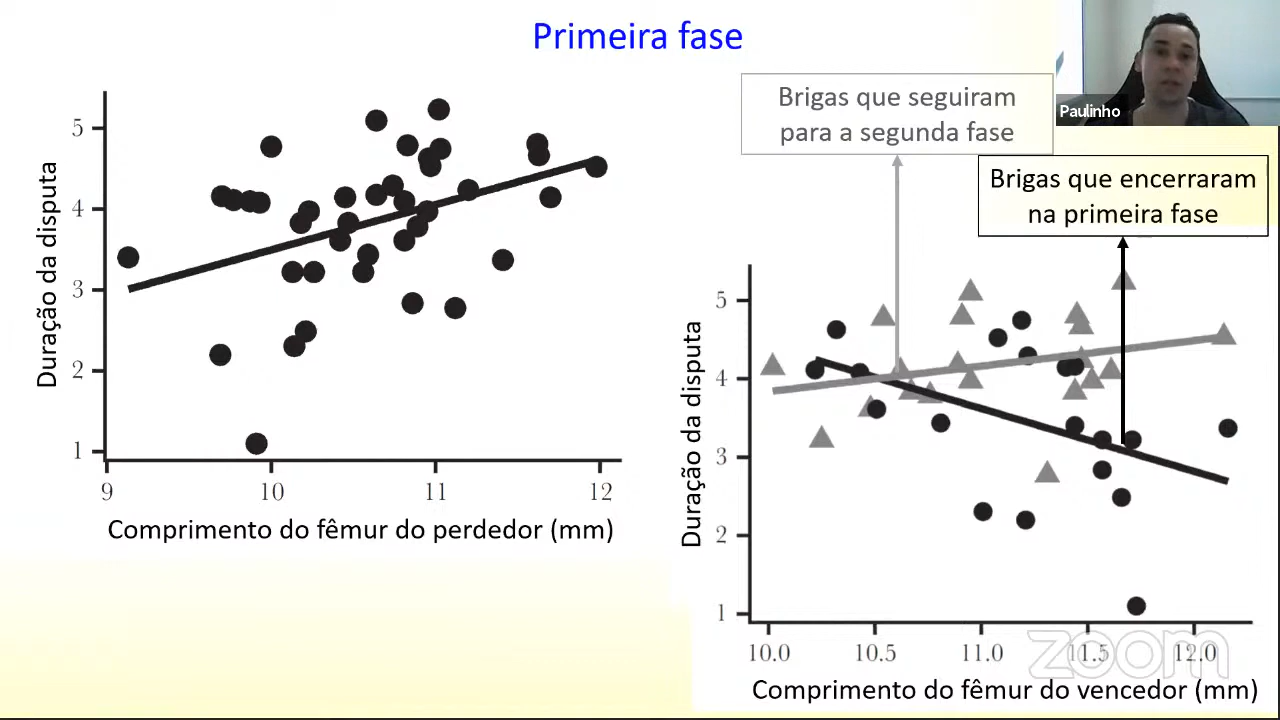 Primeira fase
Paulinho
Brigas que seguiram
para a segunda fase
Brigas que encerraram
na primeira fase
Duração da disputa
5
4
3
2
1
9
10
11
12
Comprimento do fêmur do perdedor (mm)
Duração da disputa
5
4
3
2
1
10.0
10.5
11.0
11.5
12.0
zoom
Comprimento do fêmur do vencedor (mm)